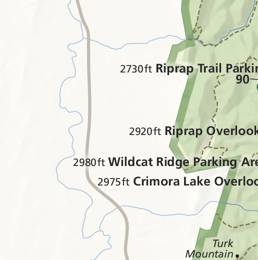 2730ft Riprap Trail Parkin
90
2920ft Riprap Overlook
2980ft Wildcat Ridge Parking Are
2975ft Crimora Lake Overloo
Turk
Mountain